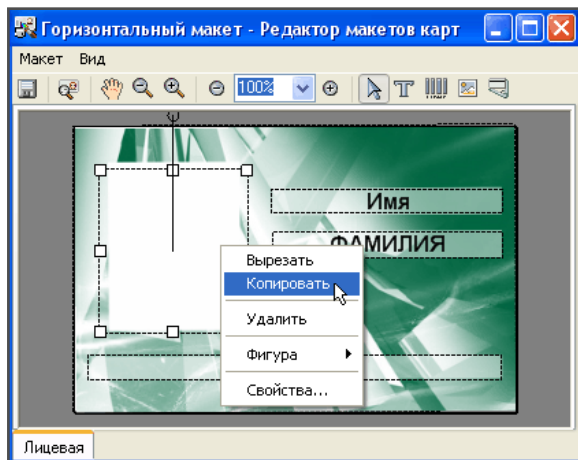 Горизонтальный макет - Редактор макетов карт
Макет Вид
100%
Имя
ФАМИЛИЯ
Вырезать
Копировать
Удалить
Фигура
Свойства...
Лицевая